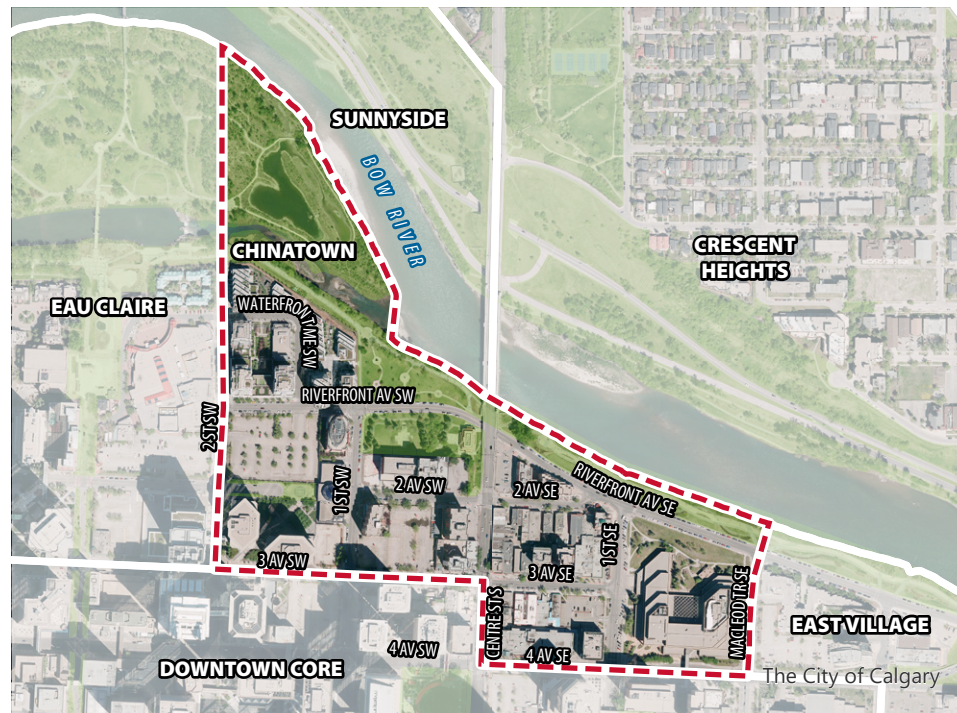 SUNNYSIDE
BOW RIVER
CHINATOWN
CRESCENT
HEIGHTS
EAU CLAIRE
WATERFRONT ME SW
RIVERFRONT AV SW
2 ST SW
1 ST SW
2 AV SW
2 AV SE
RIVERFRONT AV SE
1 ST SE
3 AV SW
3 AV SE
CENTRE ST S
MACLEOD TR SE
EAST VILLAGE
4 AV SW
4 AV SE
DOWNTOWN CORE
The City of Calgary